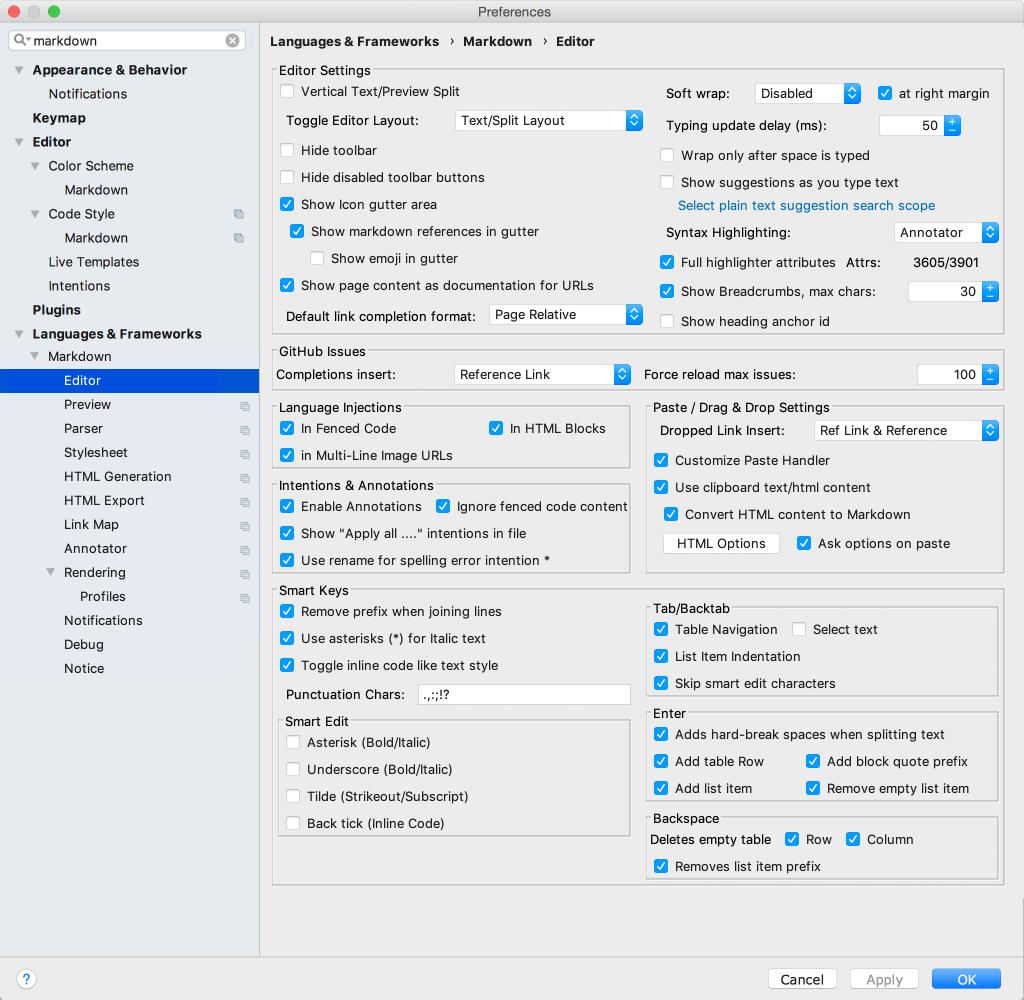 Preferences
markdown
Appearance & Behavior
Notifications
Keymap
Editor
Color Scheme
Markdown
Code Style
Markdown
Live Templates
Intentions
Plugins
Languages & Frameworks
Markdown
Editor
Preview
Parser
Stylesheet
HTML Generation
HTML Export
Link Map
Annotator
Rendering
Profiles
Notifications
Debug
Notice
Languages & Frameworks › Markdown › Editor
Editor Settings
Vertical Text/Preview Split
Toggle Editor Layout: Text/Split Layout
Hide toolbar
Hide disabled toolbar buttons
Show Icon gutter area
Show markdown references in gutter
Show emoji in gutter
Show page content as documentation for URLs
Default link completion format: Page Relative
Soft wrap: Disabled at right margin
Typing update delay (ms): 50
Wrap only after space is typed
Show suggestions as you type text
Select plain text suggestion search scope
Syntax Highlighting: Annotator
Full highlighter attributes Attrs: 3605/3901
Show Breadcrumbs, max chars: 30
Show heading anchor id
GitHub Issues
Completions insert: Reference Link Force reload max issues: 100
Language Injections
In Fenced Code In HTML Blocks
in Multi-Line Image URLs
Intentions & Annotations
Enable Annotations Ignore fenced code content
Show "Apply all ...." intentions in file
Use rename for spelling error intention *
Paste / Drag & Drop Settings
Dropped Link Insert: Ref Link & Reference
Customize Paste Handler
Use clipboard text/html content
Convert HTML content to Markdown
HTML Options Ask options on paste
Smart Keys
Remove prefix when joining lines
Use asterisks (*) for Italic text
Toggle inline code like text style
Punctuation Chars: .,:;!?
Smart Edit
Asterisk (Bold/Italic)
Underscore (Bold/Italic)
Tilde (Strikeout/Subscript)
Back tick (Inline Code)
Tab/Backtab
Table Navigation Select text
List Item Indentation
Skip smart edit characters
Enter
Adds hard-break spaces when splitting text
Add table Row Add block quote prefix
Add list item Remove empty list item
Backspace
Deletes empty table Row Column
Removes list item prefix
?
Cancel Apply OK